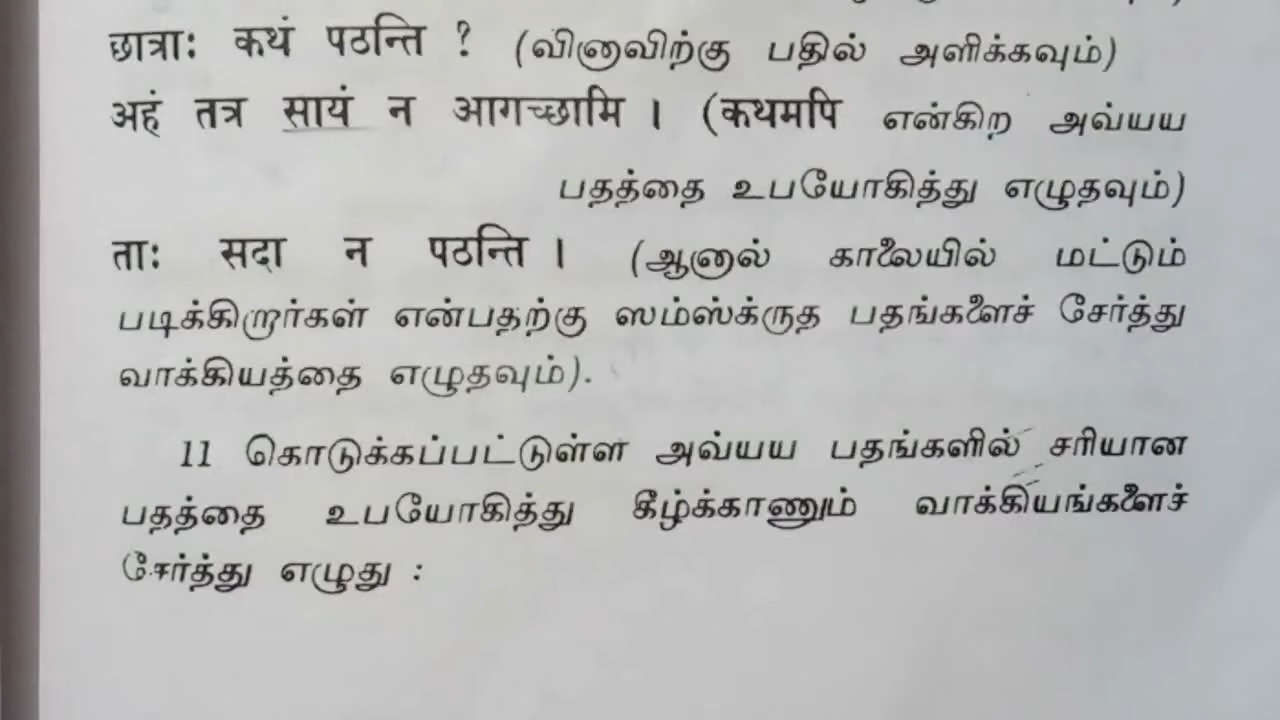 छात्राः कथं पठन्ति ? (வினாவிற்கு பதில் அளிக்கவும்)
अहं तत्र सायं न आगच्छामि । (कथमपि என்கிற அவ்யய
பதத்தை உபயோகித்து எழுதவும்)
ताः सदा न पठन्ति । (ஆனால் காலையில் மட்டும்
படிக்கிறார்கள் என்பதற்கு ஸம்ஸ்க்ருத பதங்களைச் சேர்த்து
வாக்கியத்தை எழுதவும்).
11 கொடுக்கப்பட்டுள்ள அவ்யய பதங்களில் சரியான
பதத்தை உபயோகித்து கீழ்க்காணும் வாக்கியங்களைச்
சேர்த்து எழுது :